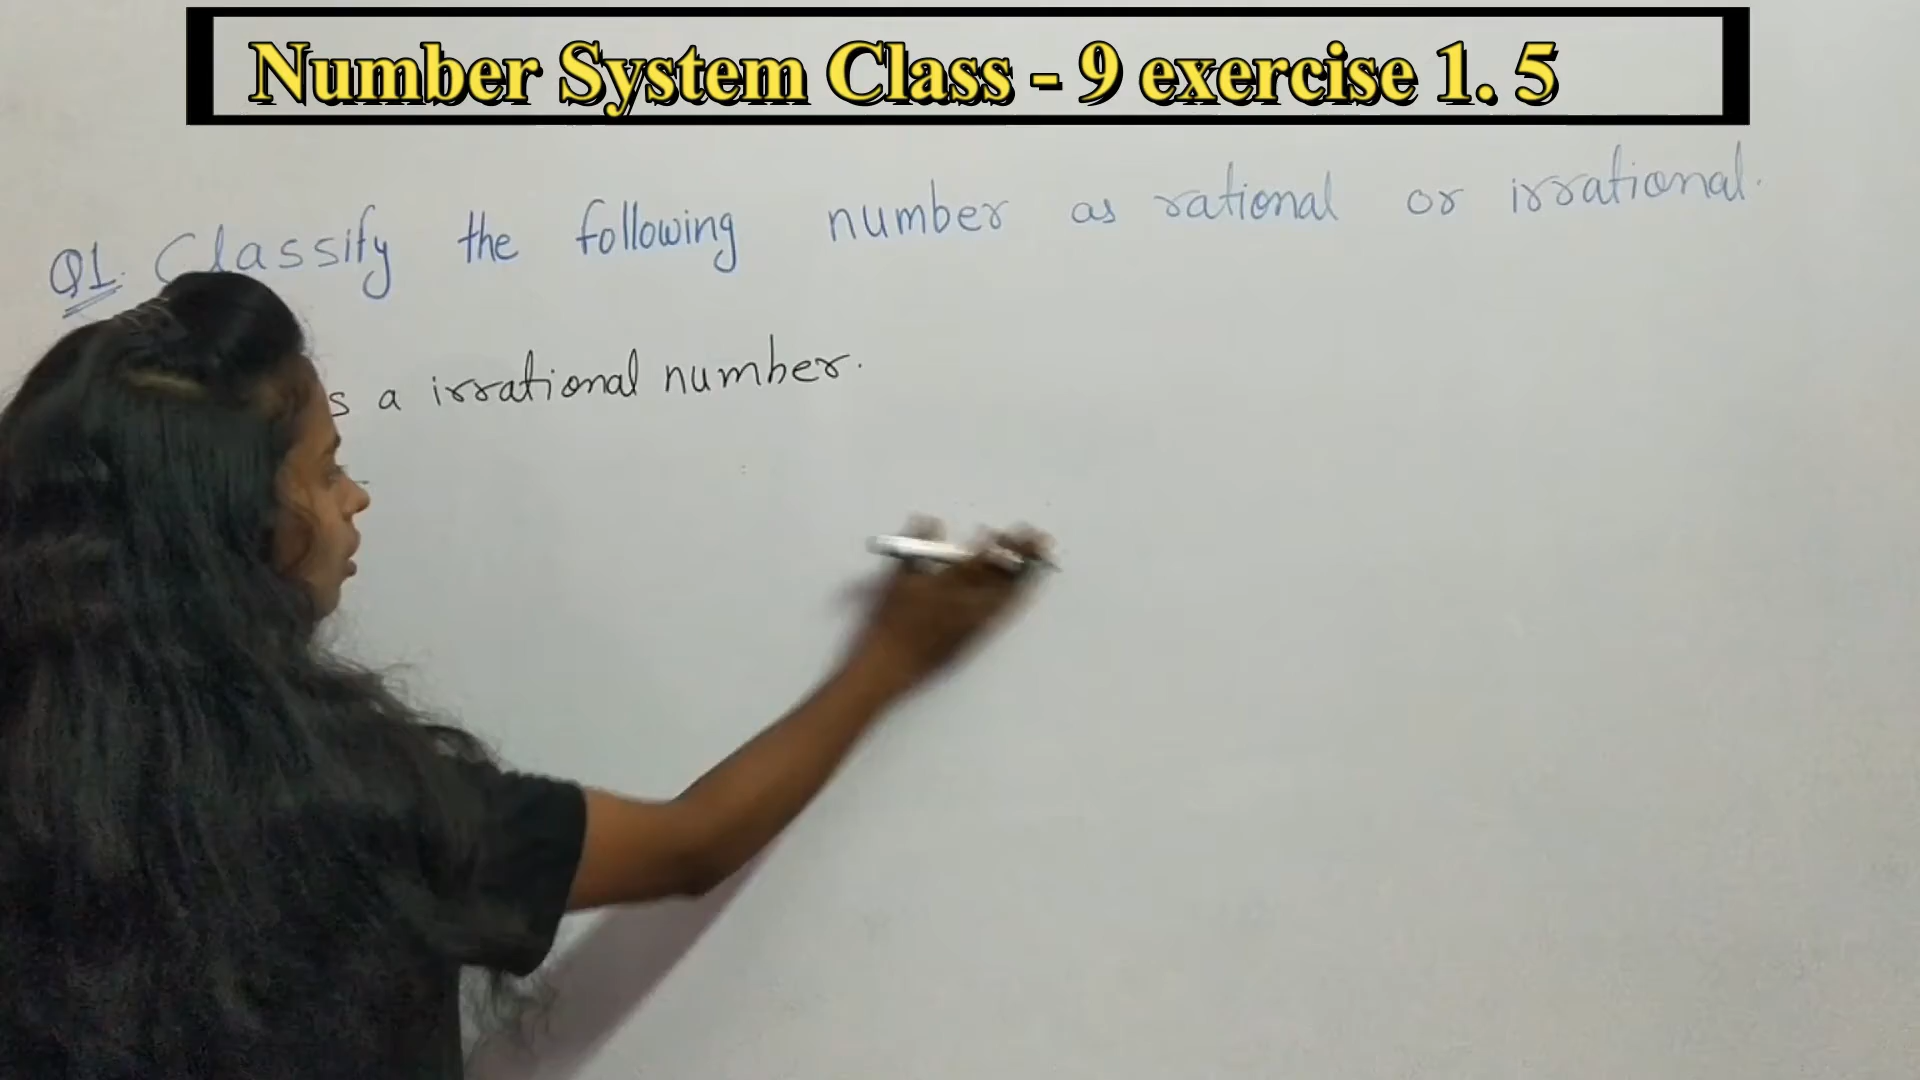 Number System Class - 9 exercise 1. 5
Q1. Classify the following number as rational or irrational.
a irrational number.